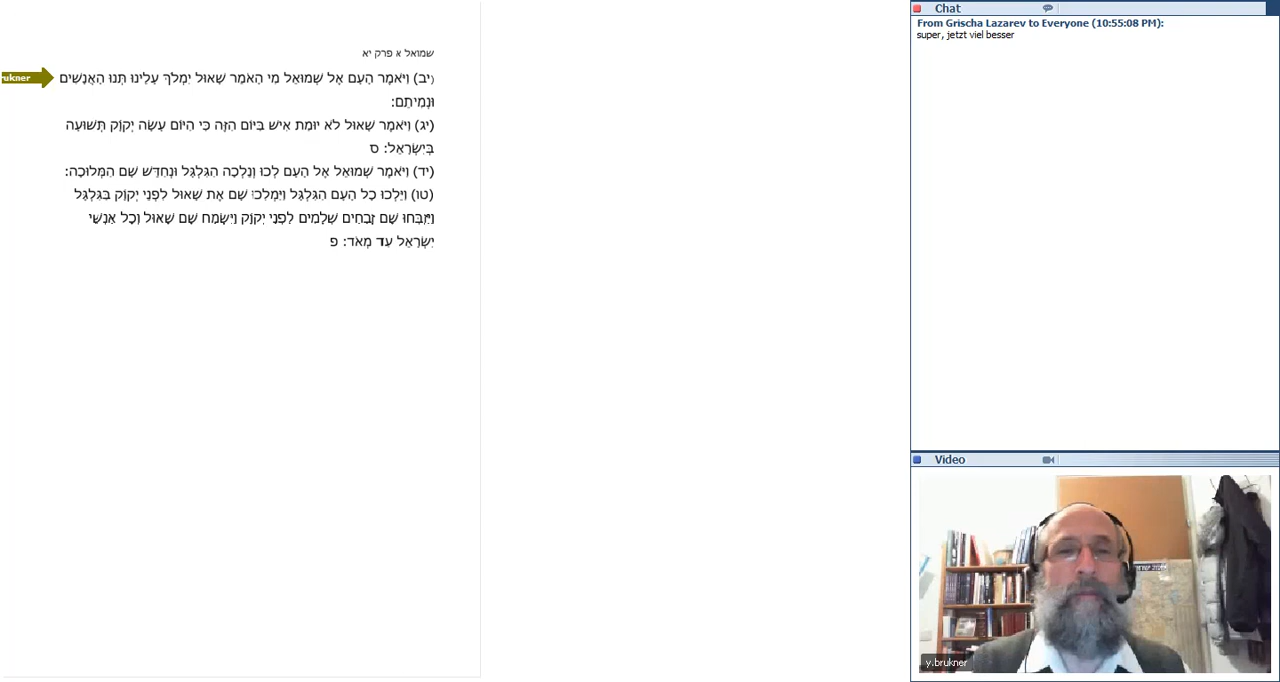 שמואל א פרק יא
(יב) וַיֹּאמֶר הָעָם אֶל שְׁמוּאֵל מִי הָאֹמֵר שָׁאוּל יִמְלֹךְ עָלֵינוּ תְּנוּ הָאֲנָשִׁים
וּנְמִיתֵם:
(יג) וַיֹּאמֶר שָׁאוּל לֹא יוּמַת אִישׁ בַּיּוֹם הַזֶּה כִּי הַיּוֹם עָשָׂה יְקֹוָק תְּשׁוּעָה
בְּיִשְׂרָאֵל: ס
(יד) וַיֹּאמֶר שְׁמוּאֵל אֶל הָעָם לְכוּ וְנֵלְכָה הַגִּלְגָּל וּנְחַדֵּשׁ שָׁם הַמְּלוּכָה:
(טו) וַיֵּלְכוּ כָל הָעָם הַגִּלְגָּל וַיַּמְלִכוּ שָׁם אֶת שָׁאוּל לִפְנֵי יְקֹוָק בַּגִּלְגָּל
וַיִּזְבְּחוּ שָׁם זְבָחִים שְׁלָמִים לִפְנֵי יְקֹוָק וַיִּשְׂמַח שָׁם שָׁאוּל וְכָל אַנְשֵׁי
יִשְׂרָאֵל עַד מְאֹד: פ
rukner
Chat
From Grischa Lazarev to Everyone (10:55:08 PM):
super, jetzt viel besser
Video
y.brukner